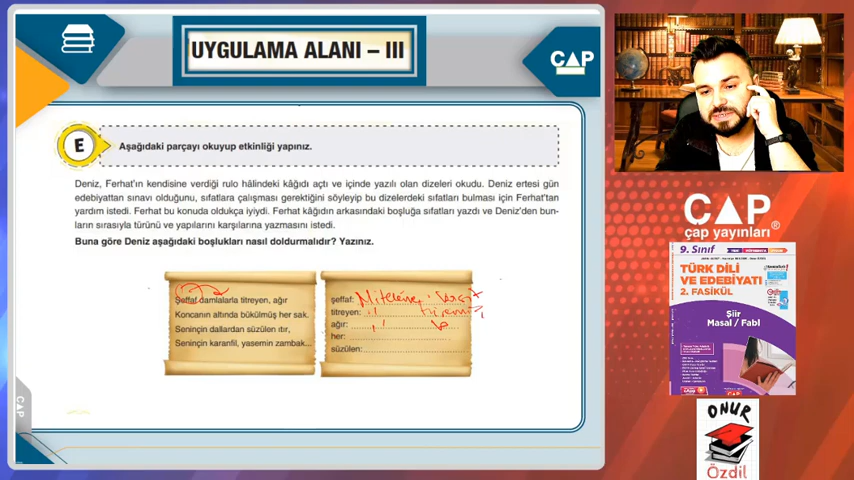 UYGULAMA ALANI – III
CAP
E
Aşağıdaki parçayı okuyup etkinliği yapınız.
Deniz, Ferhat'ın kendisine verdiği rulo hâlindeki kâğıdı açtı ve içinde yazılı olan dizeleri okudu. Deniz ertesi gün
edebiyattan sınavı olduğunu, sıfatlara çalışması gerektiğini söyleyip bu dizelerdeki sıfatları bulması için Ferhat'tan
yardım istedi. Ferhat bu konuda oldukça iyiydi. Ferhat kâğıdın arkasındaki boşluğa sıfatları yazdı ve Deniz'den bun-
ların sırasıyla türünü ve yapılarını karşılarına yazmasını istedi.
Buna göre Deniz aşağıdaki boşlukları nasıl doldurmalıdır? Yazınız.
Şeffaf damlalarla titreyen, ağır
Koncanın altında bükülmüş her sak,
Seninçin dallardan süzülen ıtır,
Seninçin karanfil, yasemin zambak...
şeffaf: Niteleme
titreyen: türemiş
ağır:
her:
süzülen:
CAP
CAP
çap yayınları®
9. Sınıf
TÜRK DİLİ
VE EDEBİYATI
2. FASİKÜL
Şiir
Masal / Fabl
ONUR
Özdil